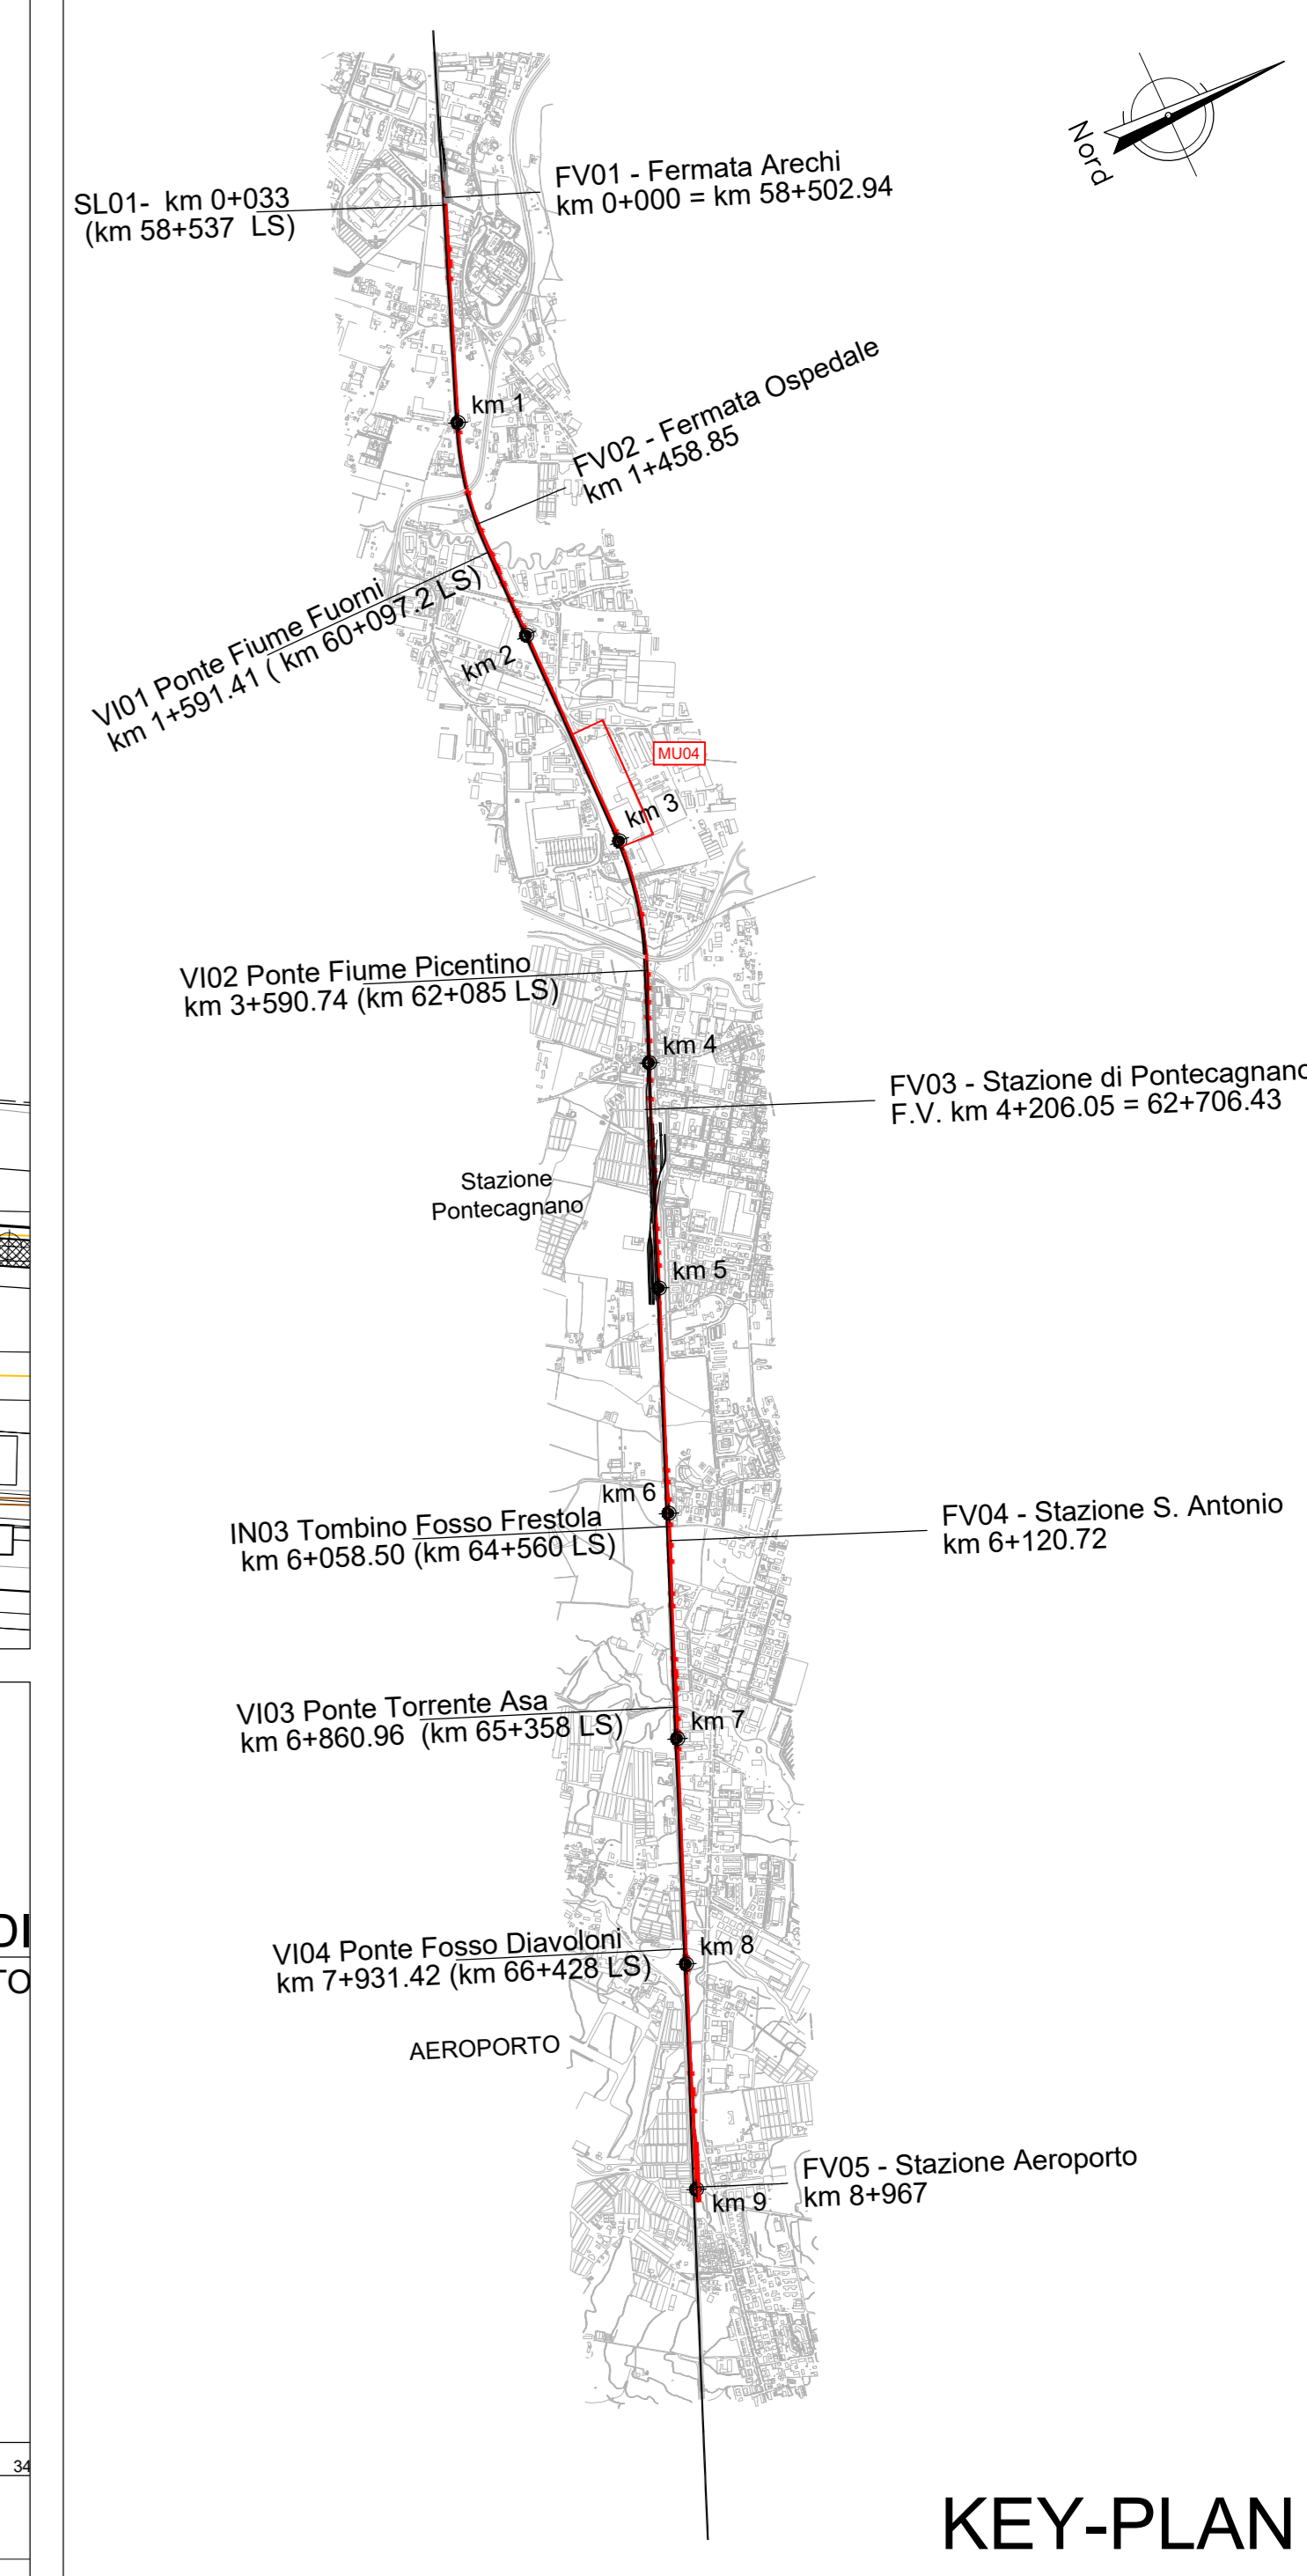 Nord
FV01 - Fermata Arechi
km 0+000 = km 58+502.94
SL01- km 0+033
(km 58+537 LS)
km 1
FV02 - Fermata Ospedale
km 1+458.85
VI01 Ponte Fiume Fuorni
km 1+591.41 ( km 60+097.2 LS)
km 2
MU04
km 3
VI02 Ponte Fiume Picentino
km 3+590.74 (km 62+085 LS)
km 4
FV03 - Stazione di Pontecagnano
F.V. km 4+206.05 = 62+706.43
Stazione
Pontecagnano
km 5
km 6
IN03 Tombino Fosso Frestola
km 6+058.50 (km 64+560 LS)
FV04 - Stazione S. Antonio
km 6+120.72
VI03 Ponte Torrente Asa
km 6+860.96 (km 65+358 LS)
km 7
DI
TO
VI04 Ponte Fosso Diavoloni
km 7+931.42 (km 66+428 LS)
km 8
AEROPORTO
FV05 - Stazione Aeroporto
km 8+967
km 9
34
KEY-PLAN